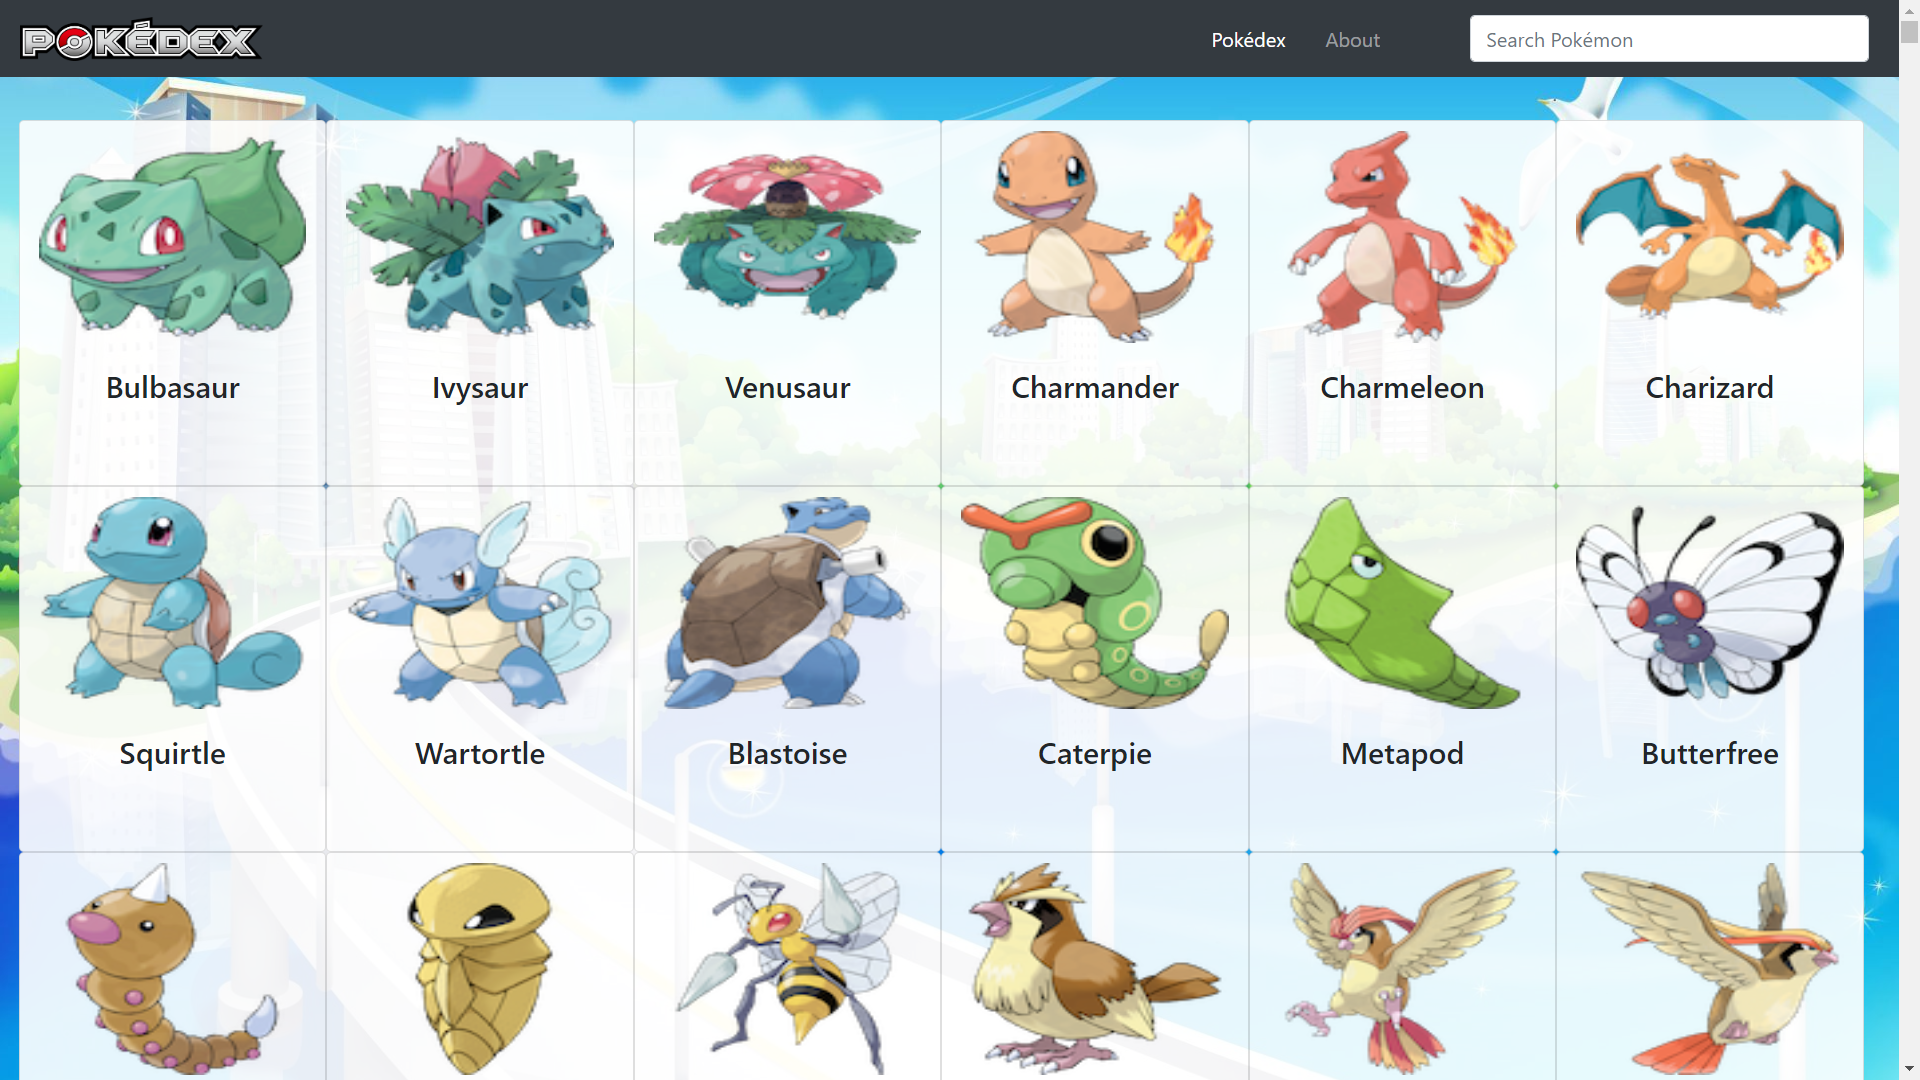 POKÉDEX
Pokédex
About
Search Pokémon
Bulbasaur
Ivysaur
Venusaur
Charmander
Charmeleon
Charizard
Squirtle
Wartortle
Blastoise
Caterpie
Metapod
Butterfree